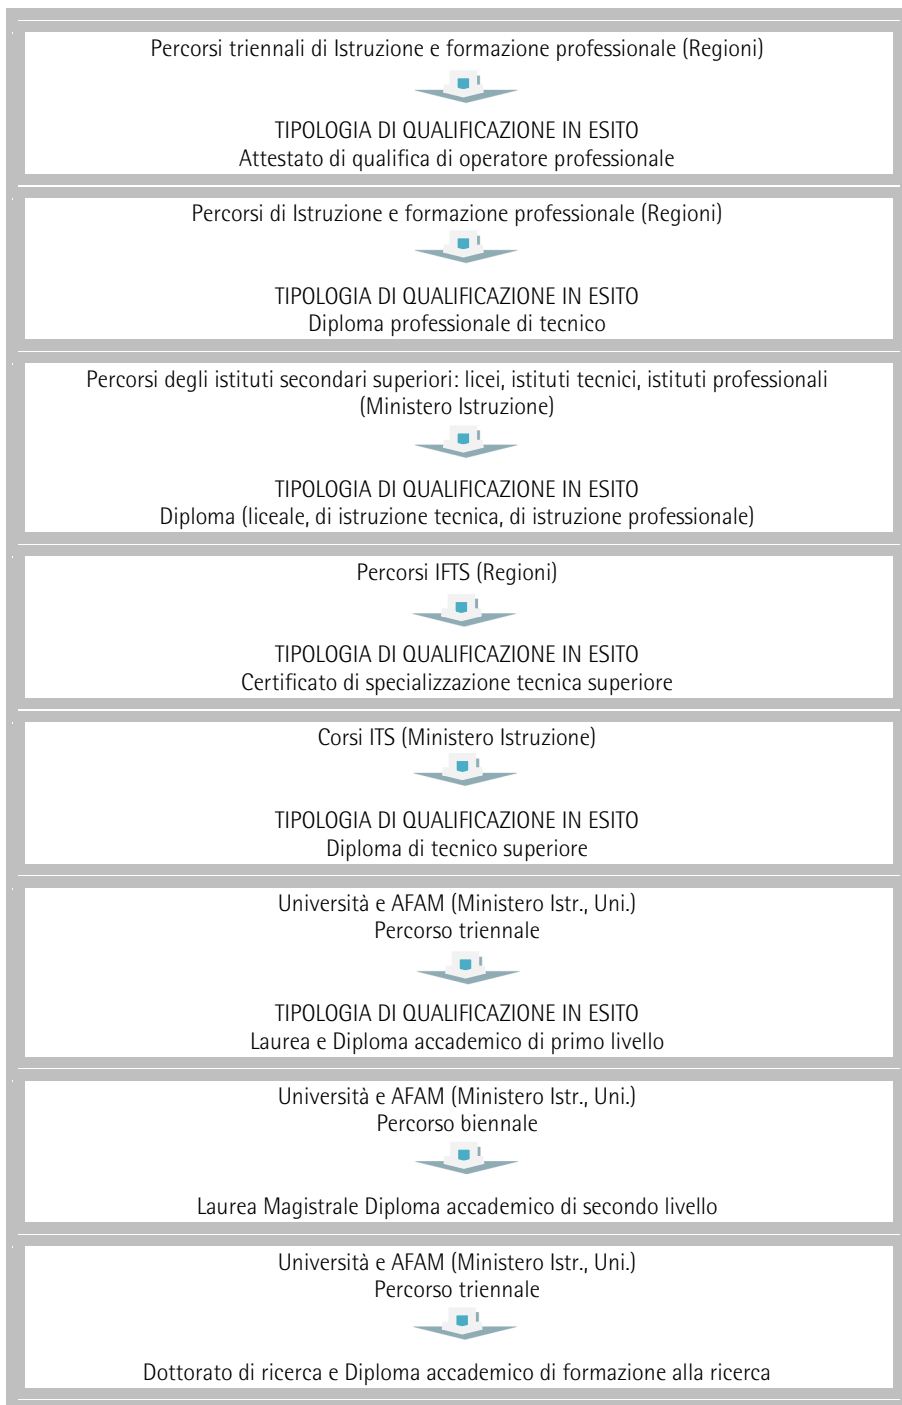 Percorsi triennali di Istruzione e formazione professionale (Regioni)
TIPOLOGIA DI QUALIFICAZIONE IN ESITO
Attestato di qualifica di operatore professionale
Percorsi di Istruzione e formazione professionale (Regioni)
TIPOLOGIA DI QUALIFICAZIONE IN ESITO
Diploma professionale di tecnico
Percorsi degli istituti secondari superiori: licei, istituti tecnici, istituti professionali
(Ministero Istruzione)
TIPOLOGIA DI QUALIFICAZIONE IN ESITO
Diploma (liceale, di istruzione tecnica, di istruzione professionale)
Percorsi IFTS (Regioni)
TIPOLOGIA DI QUALIFICAZIONE IN ESITO
Certificato di specializzazione tecnica superiore
Corsi ITS (Ministero Istruzione)
TIPOLOGIA DI QUALIFICAZIONE IN ESITO
Diploma di tecnico superiore
Università e AFAM (Ministero Istr., Uni.)
Percorso triennale
TIPOLOGIA DI QUALIFICAZIONE IN ESITO
Laurea e Diploma accademico di primo livello
Università e AFAM (Ministero Istr., Uni.)
Percorso biennale
Laurea Magistrale Diploma accademico di secondo livello
Università e AFAM (Ministero Istr., Uni.)
Percorso triennale
Dottorato di ricerca e Diploma accademico di formazione alla ricerca